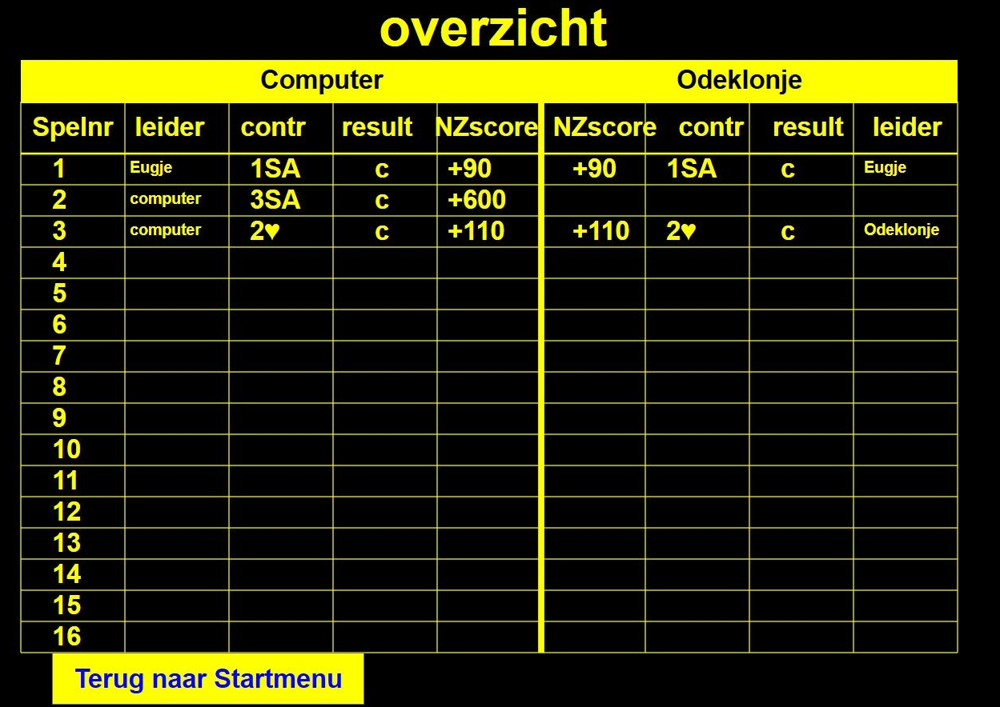 overzicht
Computer Odeklonje
Spelnr leider contr result NZscore NZscore contr result leider
1 Eugje 1SA c +90 +90 1SA c Eugje
2 computer 3SA c +600
3 computer 2♥ c +110 +110 2♥ c Odeklonje
4
5
6
7
8
9
10
11
12
13
14
15
16
Terug naar Startmenu